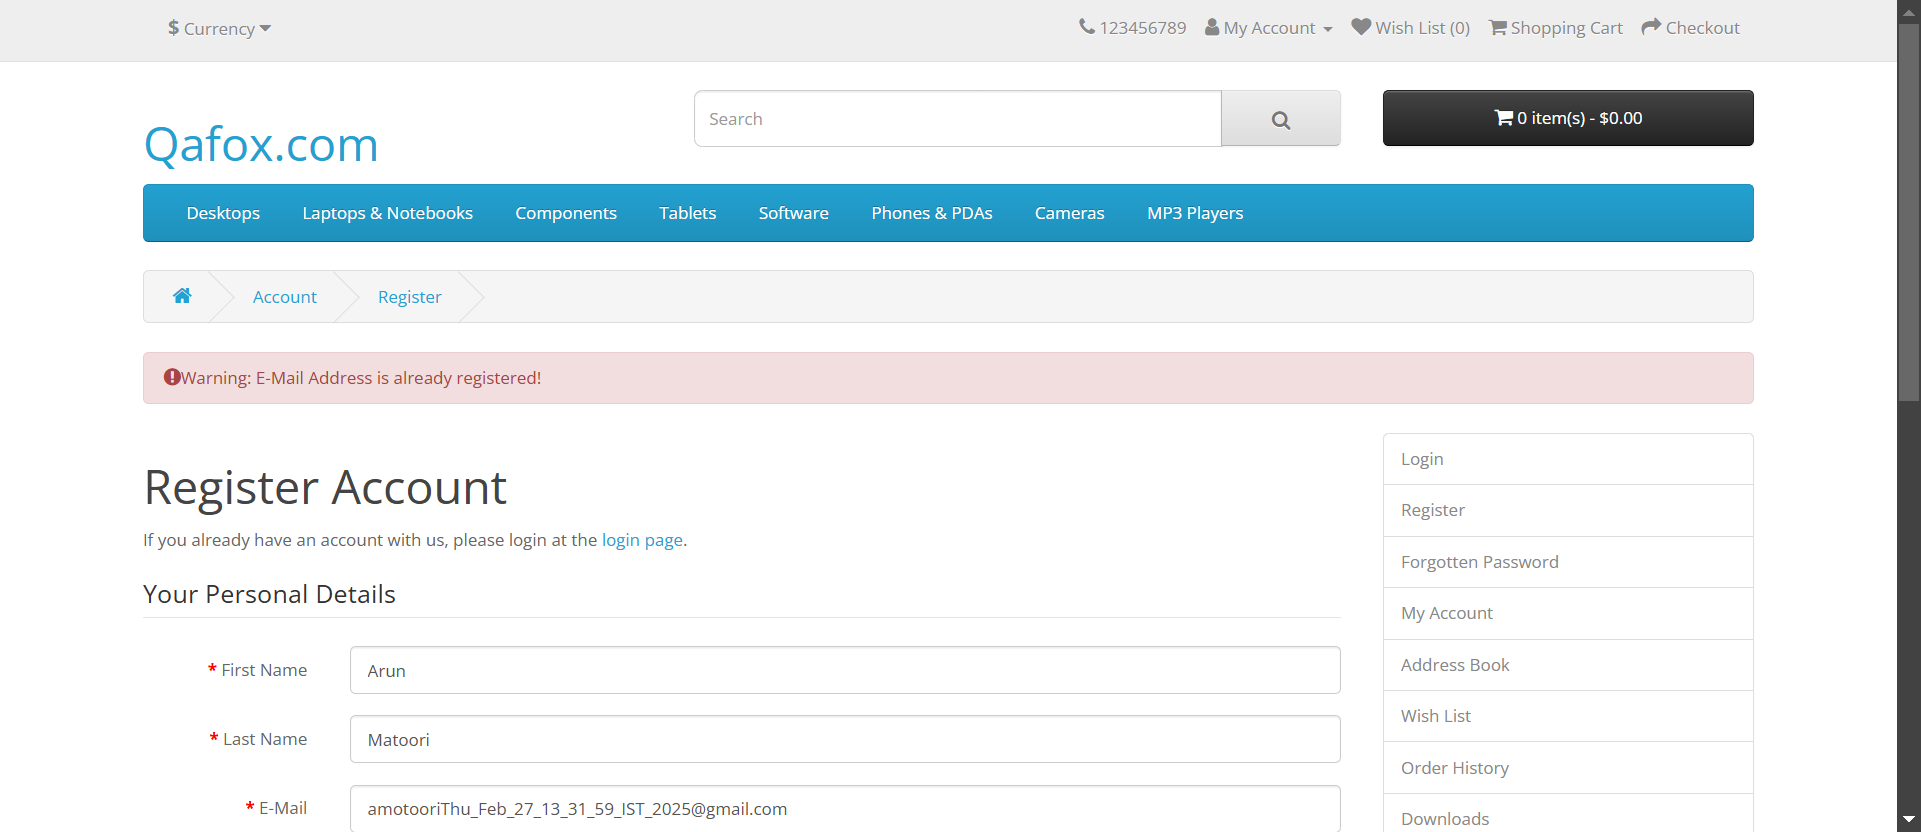 $ Currency
123456789 My Account Wish List (0) Shopping Cart Checkout
Qafox.com
Search
0 item(s) - $0.00
Desktops Laptops & Notebooks Components Tablets Software Phones & PDAs Cameras MP3 Players
Account Register
Warning: E-Mail Address is already registered!
Register Account
If you already have an account with us, please login at the login page.
Your Personal Details
* First Name Arun
* Last Name Matoori
* E-Mail amotooriThu_Feb_27_13_31_59_IST_2025@gmail.com
Login
Register
Forgotten Password
My Account
Address Book
Wish List
Order History
Downloads